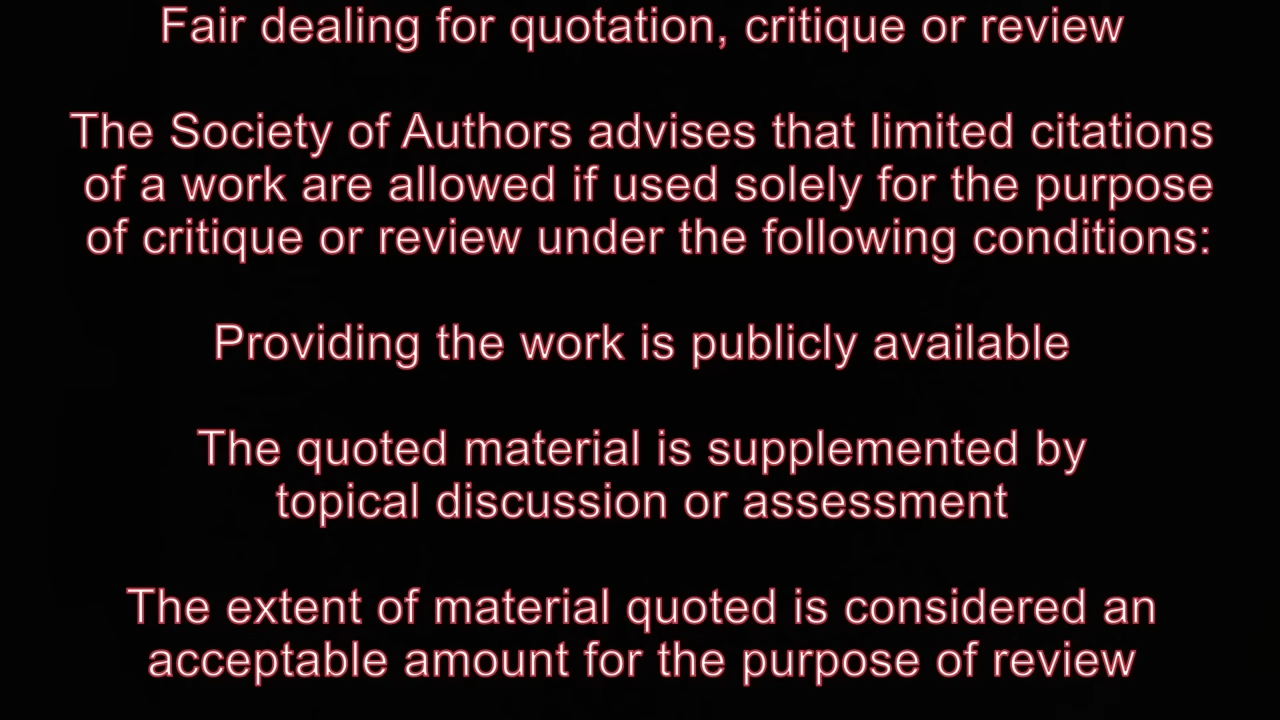 Fair dealing for quotation, critique or review
The Society of Authors advises that limited citations
of a work are allowed if used solely for the purpose
of critique or review under the following conditions:
Providing the work is publicly available
The quoted material is supplemented by
topical discussion or assessment
The extent of material quoted is considered an
acceptable amount for the purpose of review